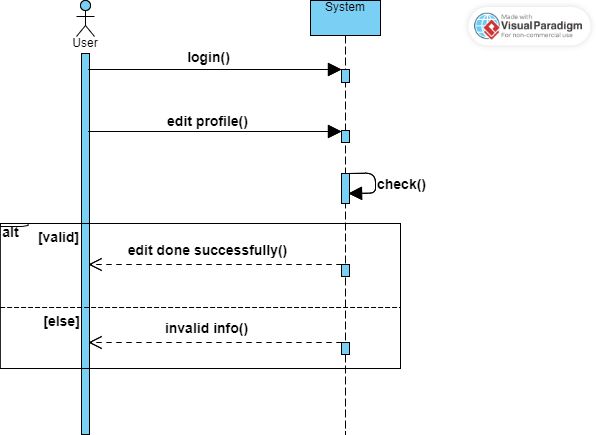 System
Made with
Visual Paradigm
For non-commercial use
User
login()
edit profile()
check()
alt
[valid]
edit done successfully()
[else]
invalid info()